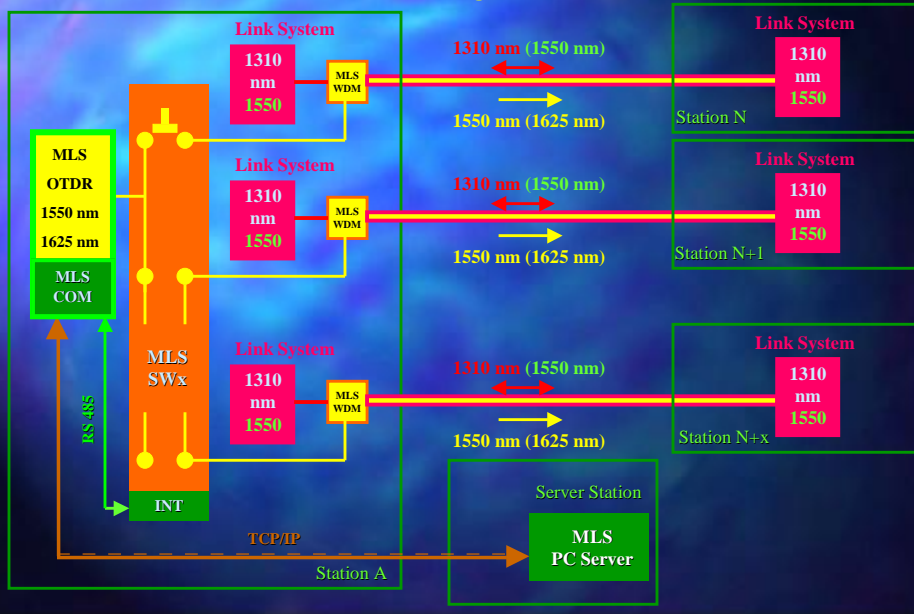 Link System
1310
nm
1550
MLS
WDM
1310 nm (1550 nm)
1550 nm (1625 nm)
Link System
1310
nm
1550
Station N
MLS
OTDR
1550 nm
1625 nm
MLS
COM
Link System
1310
nm
1550
MLS
WDM
1310 nm (1550 nm)
1550 nm (1625 nm)
Link System
1310
nm
1550
Station N+1
MLS
SWx
Link System
1310
nm
1550
MLS
WDM
1310 nm (1550 nm)
1550 nm (1625 nm)
Link System
1310
nm
1550
Station N+x
RS 485
INT
TCP/IP
Station A
Server Station
MLS
PC Server